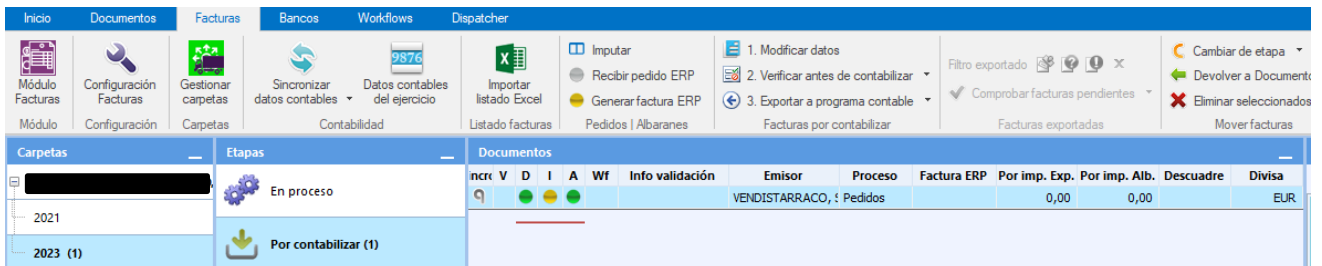 Inicio Documentos Facturas Bancos Workflows Dispatcher
Módulo Facturas
Configuración Facturas
Gestionar carpetas
Sincronizar datos contables
9876
Datos contables del ejercicio
Importar listado Excel
Imputar
Recibir pedido ERP
Generar factura ERP
1. Modificar datos
2. Verificar antes de contabilizar
3. Exportar a programa contable
Filtro exportado
Comprobar facturas pendientes
Cambiar de etapa
Devolver a Documento
Eliminar seleccionados
Módulo Configuración Carpetas Contabilidad Listado facturas Pedidos | Albaranes Facturas por contabilizar Facturas exportadas Mover facturas
Carpetas Etapas Documentos
incro V D I A Wf Info validación Emisor Proceso Factura ERP Por imp. Exp. Por imp. Alb. Descuadre Divisa
En proceso
VENDISTARRACO, Pedidos 0,00 0,00 EUR
2021
2023 (1)
Por contabilizar (1)